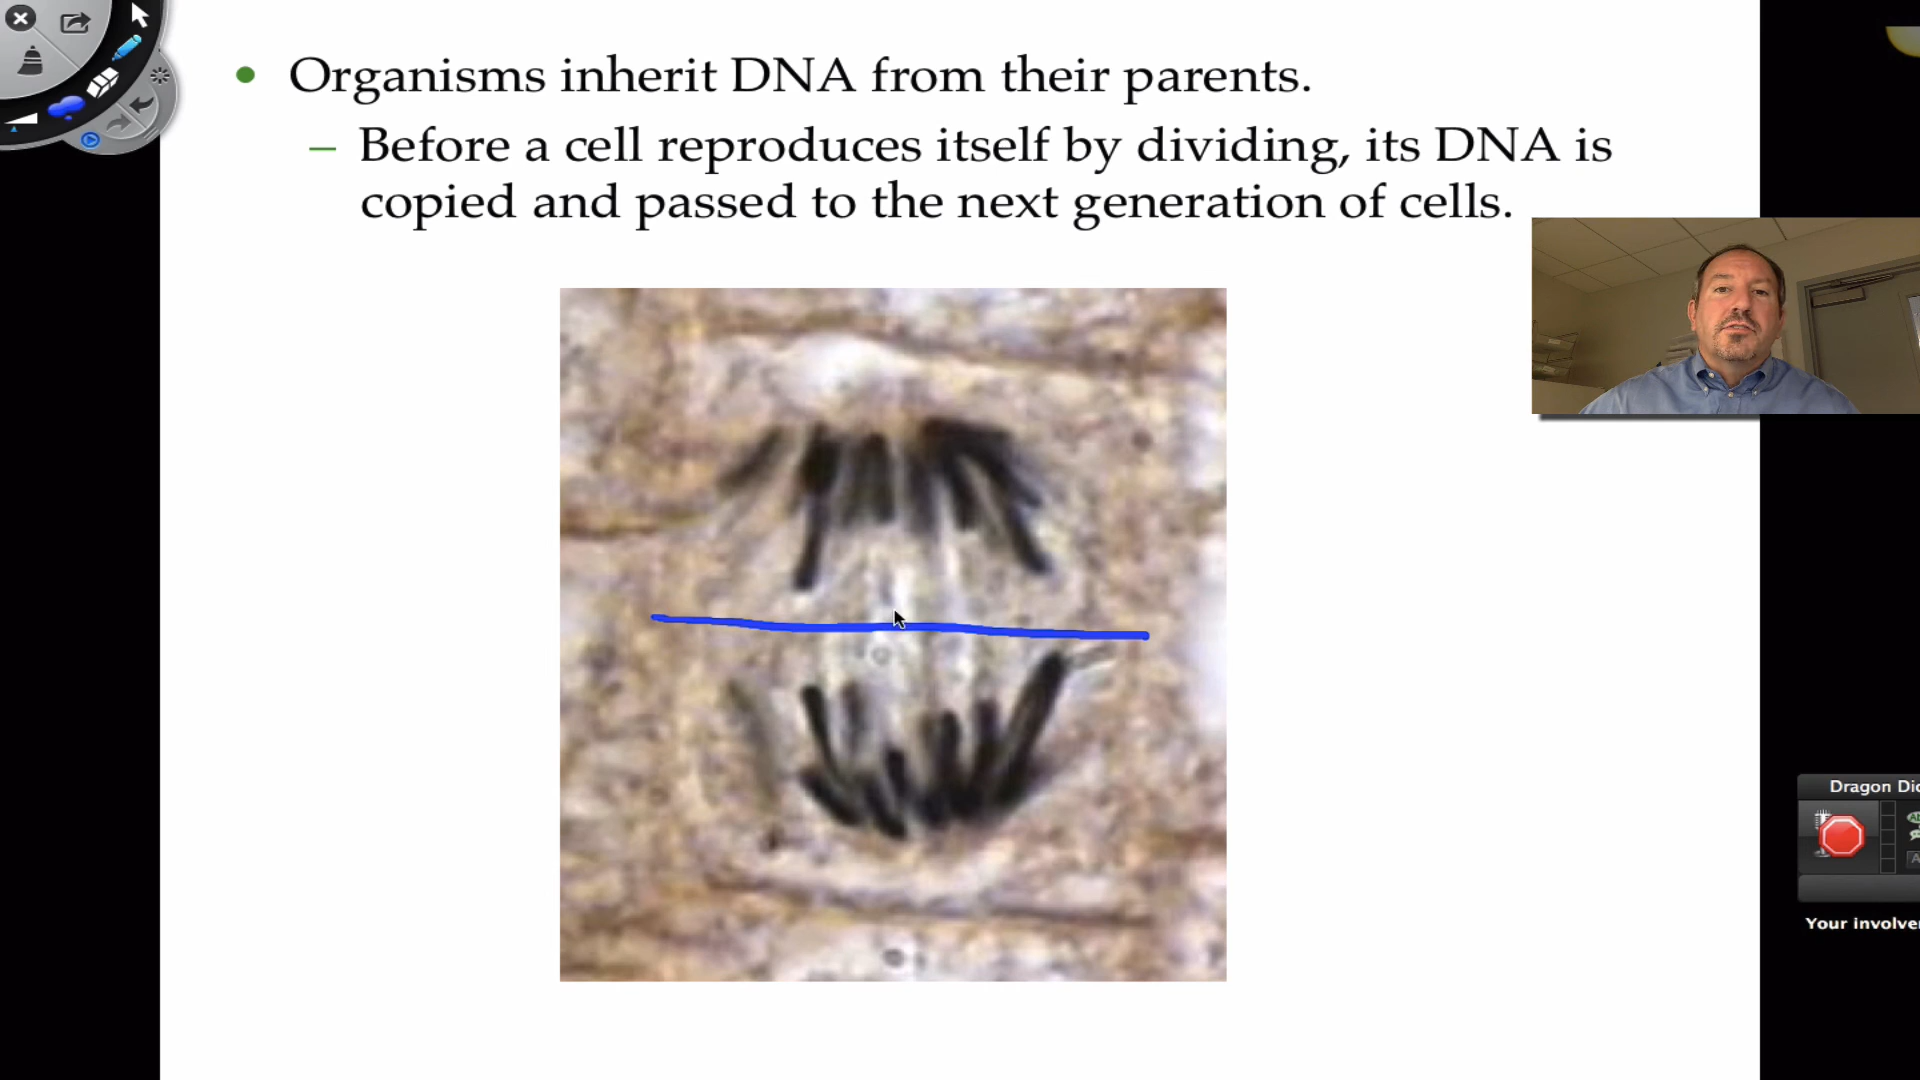 • Organisms inherit DNA from their parents.
– Before a cell reproduces itself by dividing, its DNA is
copied and passed to the next generation of cells.
Dragon Dic
Your involve